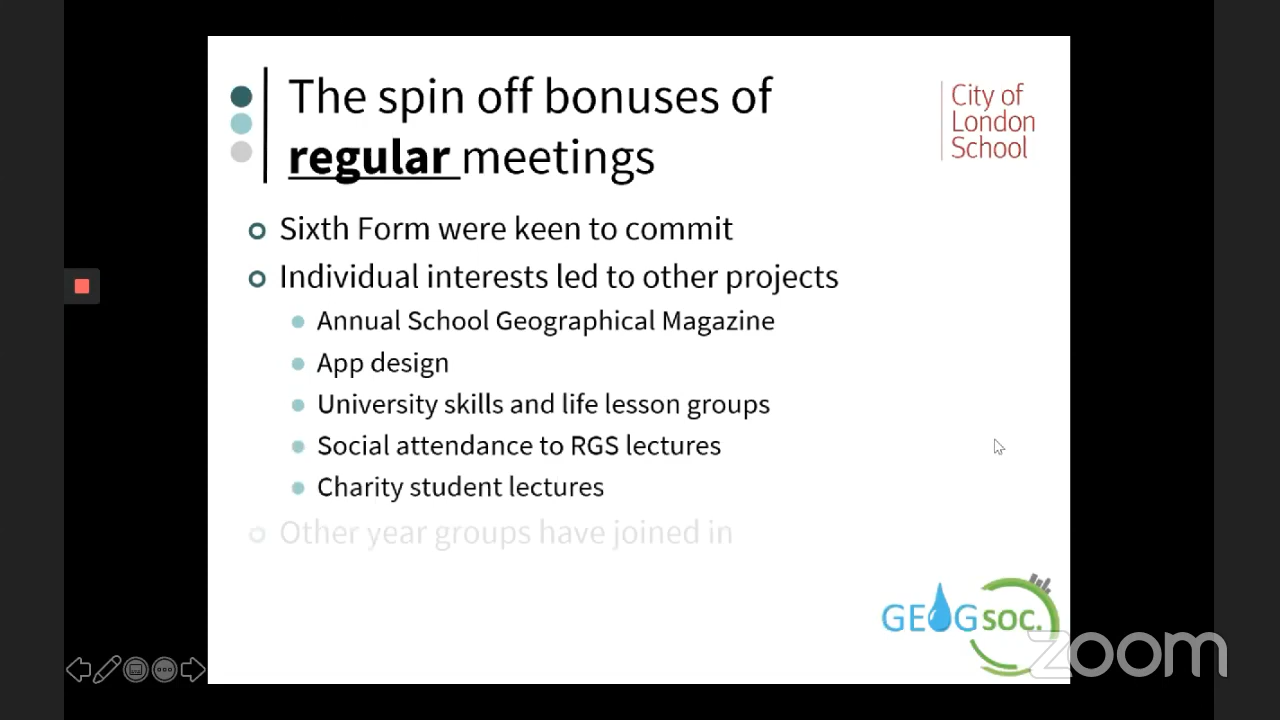 The spin off bonuses of
regular meetings
City of
London
School
Sixth Form were keen to commit
Individual interests led to other projects
Annual School Geographical Magazine
App design
University skills and life lesson groups
Social attendance to RGS lectures
Charity student lectures
Other year groups have joined in
GEOGSOC.
zoom